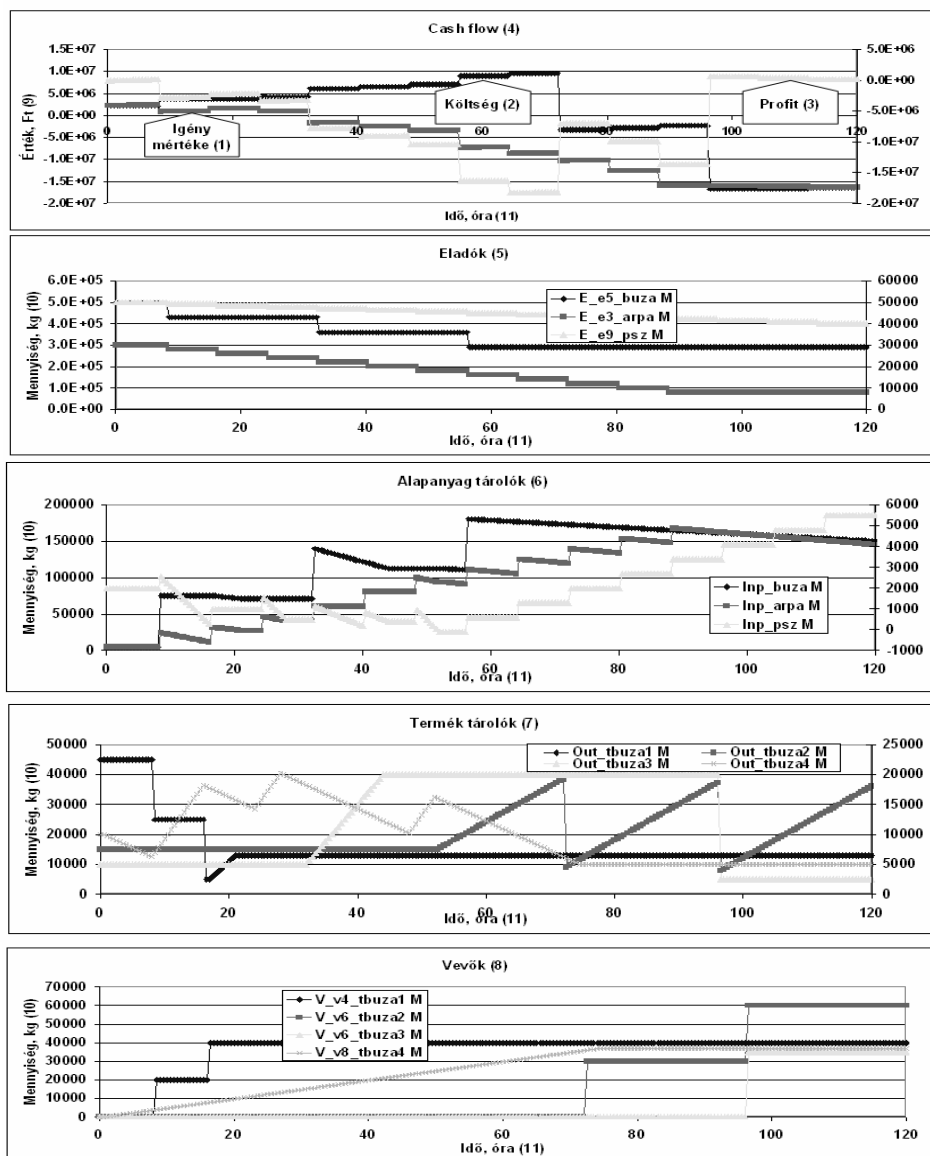 Cash flow (4)
Érték, Ft (9)
1.5E+07
1.0E+07
5.0E+06
0.0E+00
-5.0E+06
-1.0E+07
-1.5E+07
-2.0E+07
5.0E+06
0.0E+00
-5.0E+06
-1.0E+07
-1.5E+07
-2.0E+07
Igény mértéke (1)
Költség (2)
Profit (3)
0 20 40 60 80 100 120
Idő, óra (11)
Eladók (5)
Mennyiség, kg (10)
6.0E+05
5.0E+05
4.0E+05
3.0E+05
2.0E+05
1.0E+05
0.0E+00
60000
50000
40000
30000
20000
10000
0
E_e5_buza M
E_e3_arpa M
E_e9_psz M
0 20 40 60 80 100 120
Idő, óra (11)
Alapanyag tárolók (6)
Mennyiség, kg (10)
200000
150000
100000
50000
0
6000
5000
4000
3000
2000
1000
0
-1000
Inp_buza M
Inp_arpa M
Inp_psz M
0 20 40 60 80 100 120
Idő, óra (11)
Termék tárolók (7)
Mennyiség, kg (10)
50000
40000
30000
20000
10000
0
25000
20000
15000
10000
5000
0
Out_tbuza1 M Out_tbuza2 M
Out_tbuza3 M Out_tbuza4 M
0 20 40 60 80 100 120
Idő, óra (11)
Vevők (8)
Mennyiség, kg (10)
70000
60000
50000
40000
30000
20000
10000
0
V_v4_tbuza1 M
V_v6_tbuza2 M
V_v6_tbuza3 M
V_v8_tbuza4 M
0 20 40 60 80 100 120
Idő, óra (11)